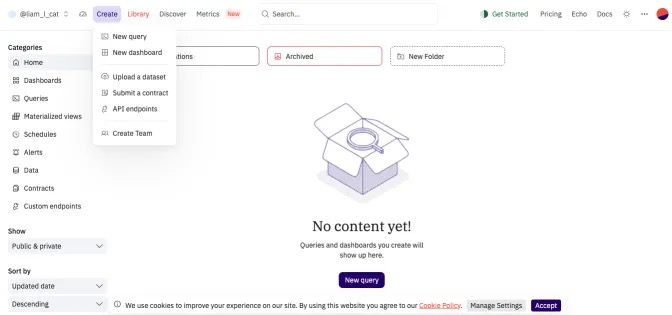 @liam_l_cat
Create
Library
Discover
Metrics
New
Search...
Get Started
Pricing
Echo
Docs
New query
New dashboard
Upload a dataset
Submit a contract
API endpoints
Create Team
Categories
Home
Dashboards
Queries
Materialized views
Schedules
Alerts
Data
Contracts
Custom endpoints
Show
Public & private
Sort by
Updated date
Descending
Archived
New Folder
No content yet!
Queries and dashboards you create will
show up here.
New query
We use cookies to improve your experience on our site. By using this website you agree to our Cookie Policy.
Manage Settings
Accept